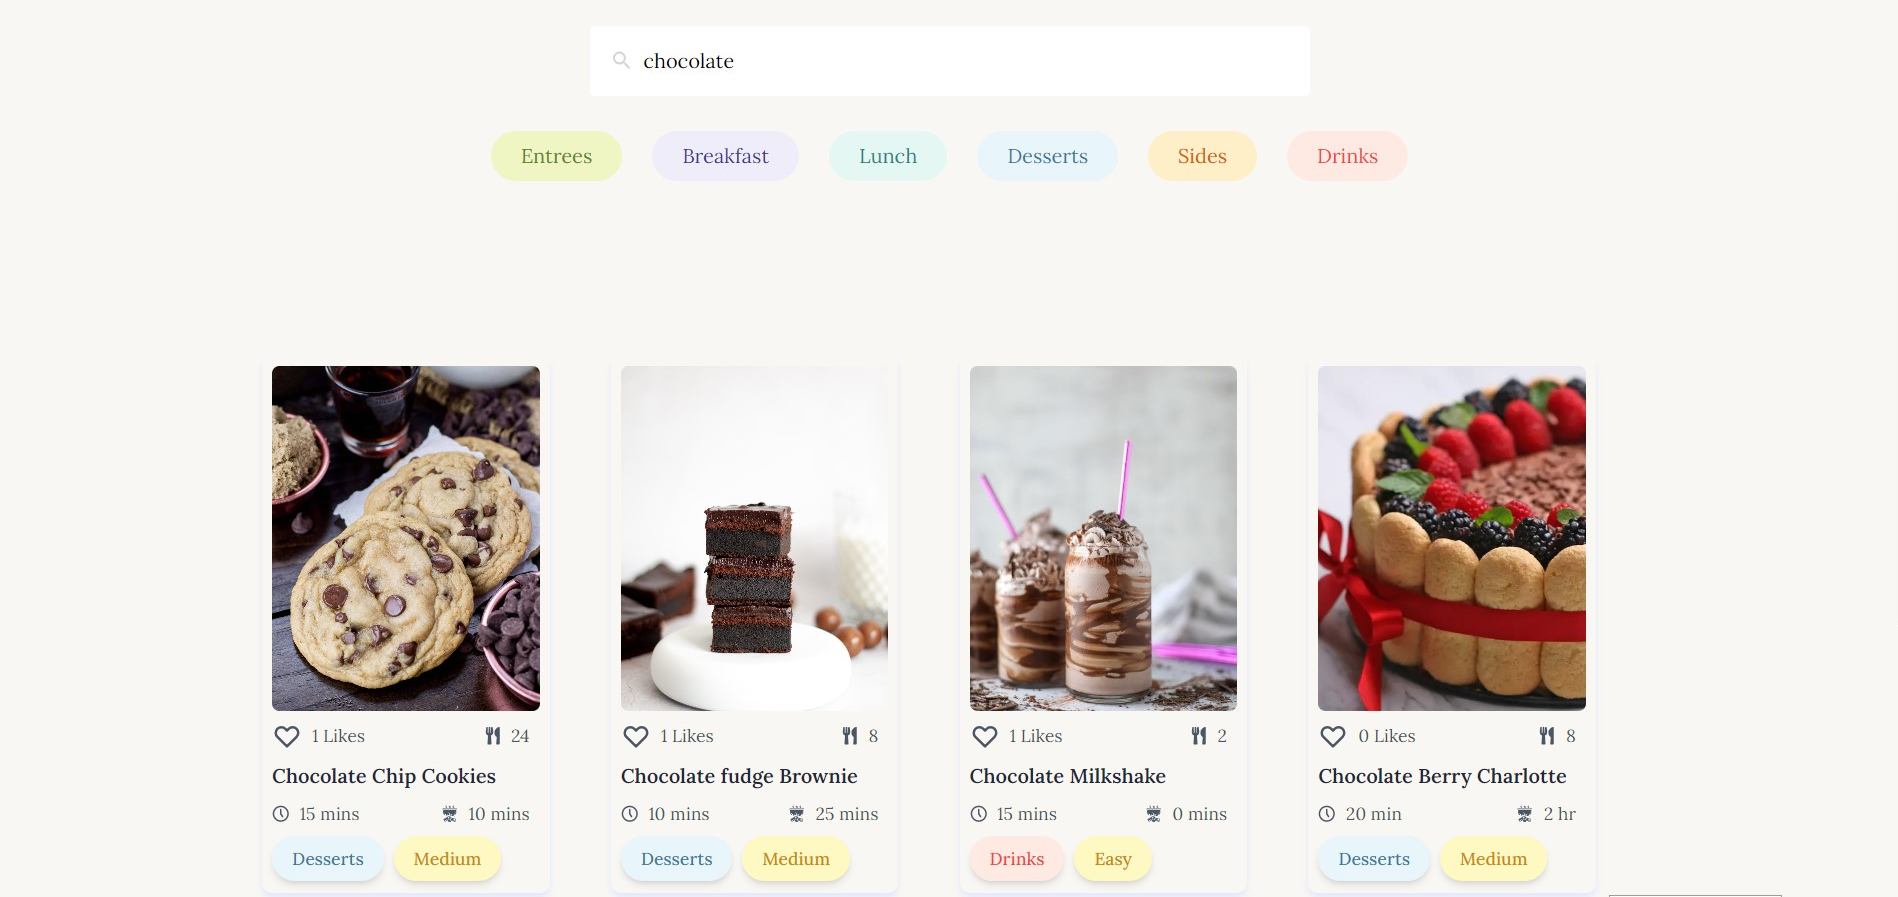 chocolate
Entrees Breakfast Lunch Desserts Sides Drinks
1 Likes 24
Chocolate Chip Cookies
15 mins 10 mins
Desserts Medium
1 Likes 8
Chocolate fudge Brownie
10 mins 25 mins
Desserts Medium
1 Likes 2
Chocolate Milkshake
15 mins 0 mins
Drinks Easy
0 Likes 8
Chocolate Berry Charlotte
20 min 2 hr
Desserts Medium